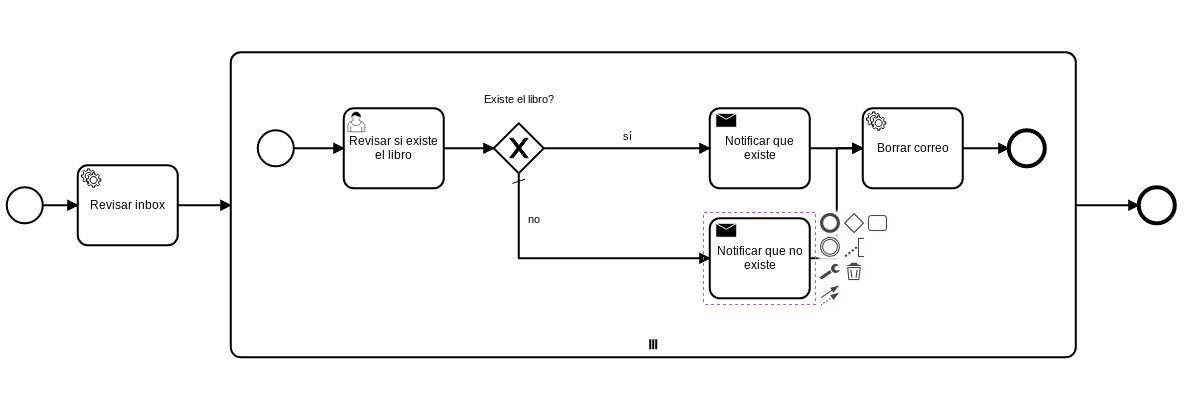 Existe el libro?
Revisar inbox
Revisar si existe
el libro
sí
no
Notificar que
existe
Notificar que no
existe
Borrar correo